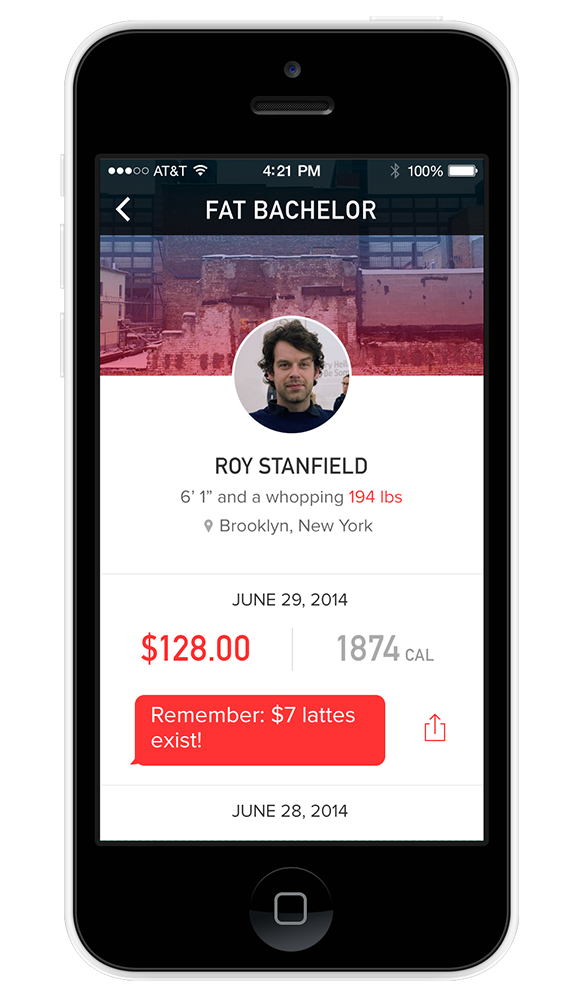 AT&T 4:21 PM 100%
FAT BACHELOR
ROY STANFIELD
6’ 1” and a whopping 194 lbs
Brooklyn, New York
JUNE 29, 2014
$128.00 1874 CAL
Remember: $7 lattes
exist!
JUNE 28, 2014